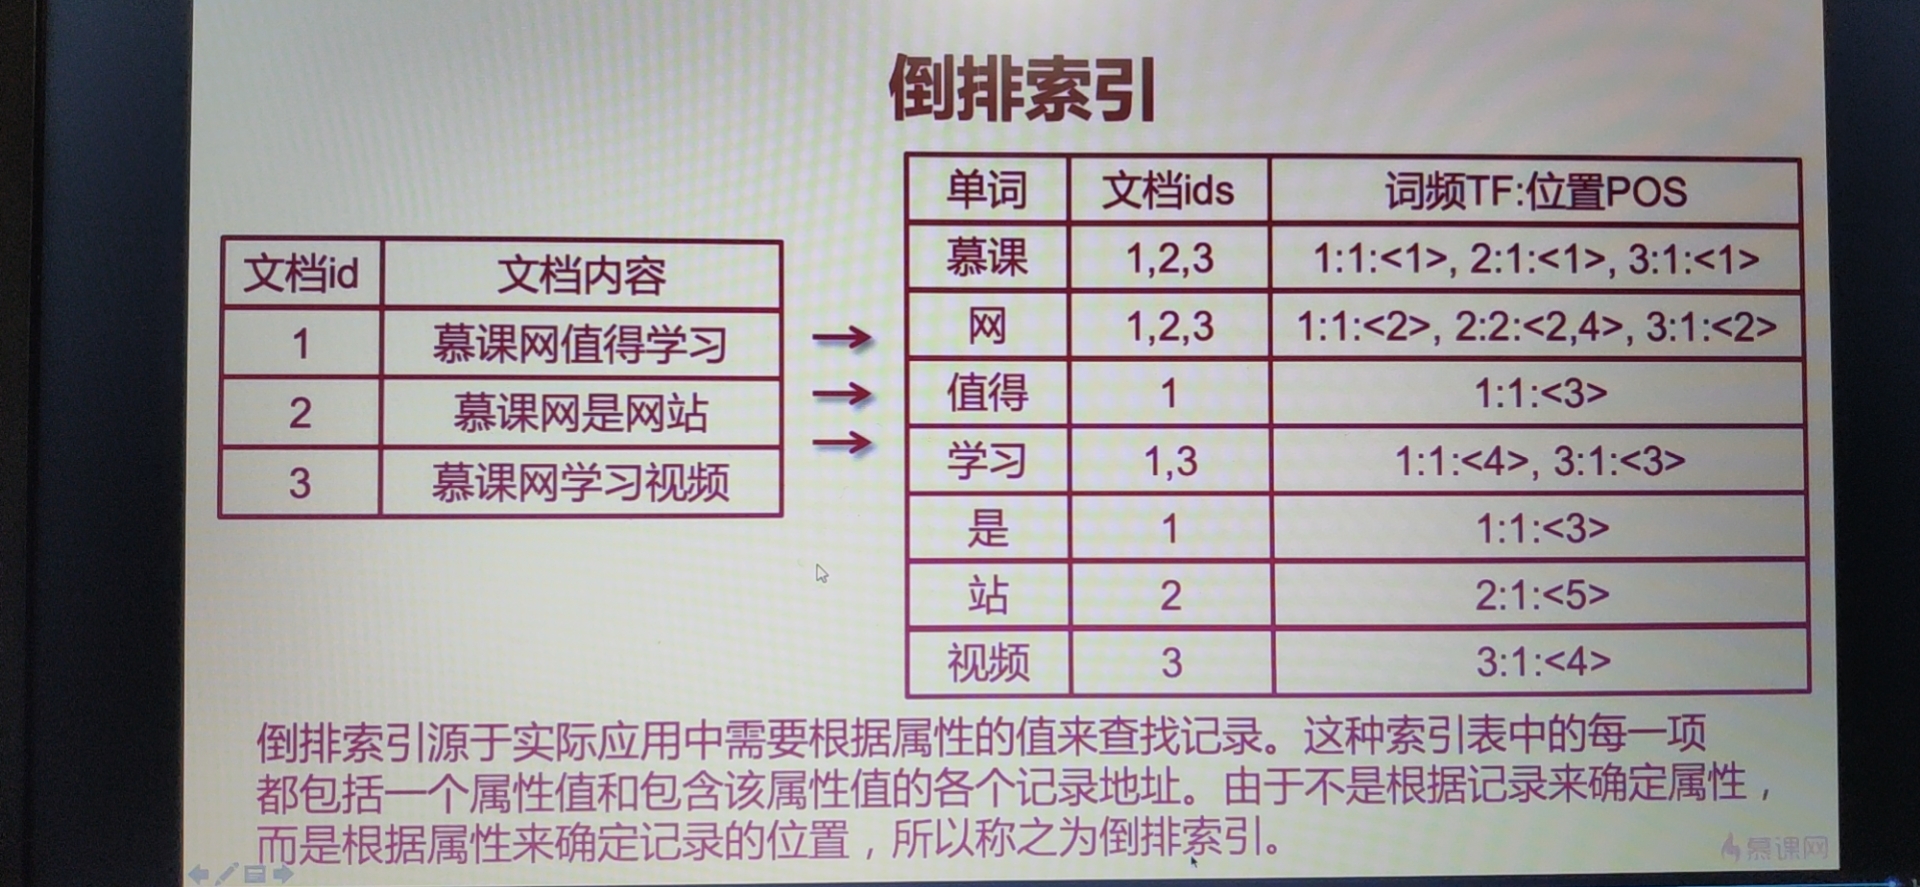 倒排索引
文档id 文档内容
1 慕课网值得学习
2 慕课网是网站
3 慕课网学习视频
单词 文档ids 词频TF:位置POS
慕课 1,2,3 1:1:<1>, 2:1:<1>, 3:1:<1>
网 1,2,3 1:1:<2>, 2:2:<2,4>, 3:1:<2>
值得 1 1:1:<3>
学习 1,3 1:1:<4>, 3:1:<3>
是 1 1:1:<3>
站 2 2:1:<5>
视频 3 3:1:<4>
倒排索引源于实际应用中需要根据属性的值来查找记录。这种索引表中的每一项
都包括一个属性值和包含该属性值的各个记录地址。由于不是根据记录来确定属性，
而是根据属性来确定记录的位置，所以称之为倒排索引。
慕课网